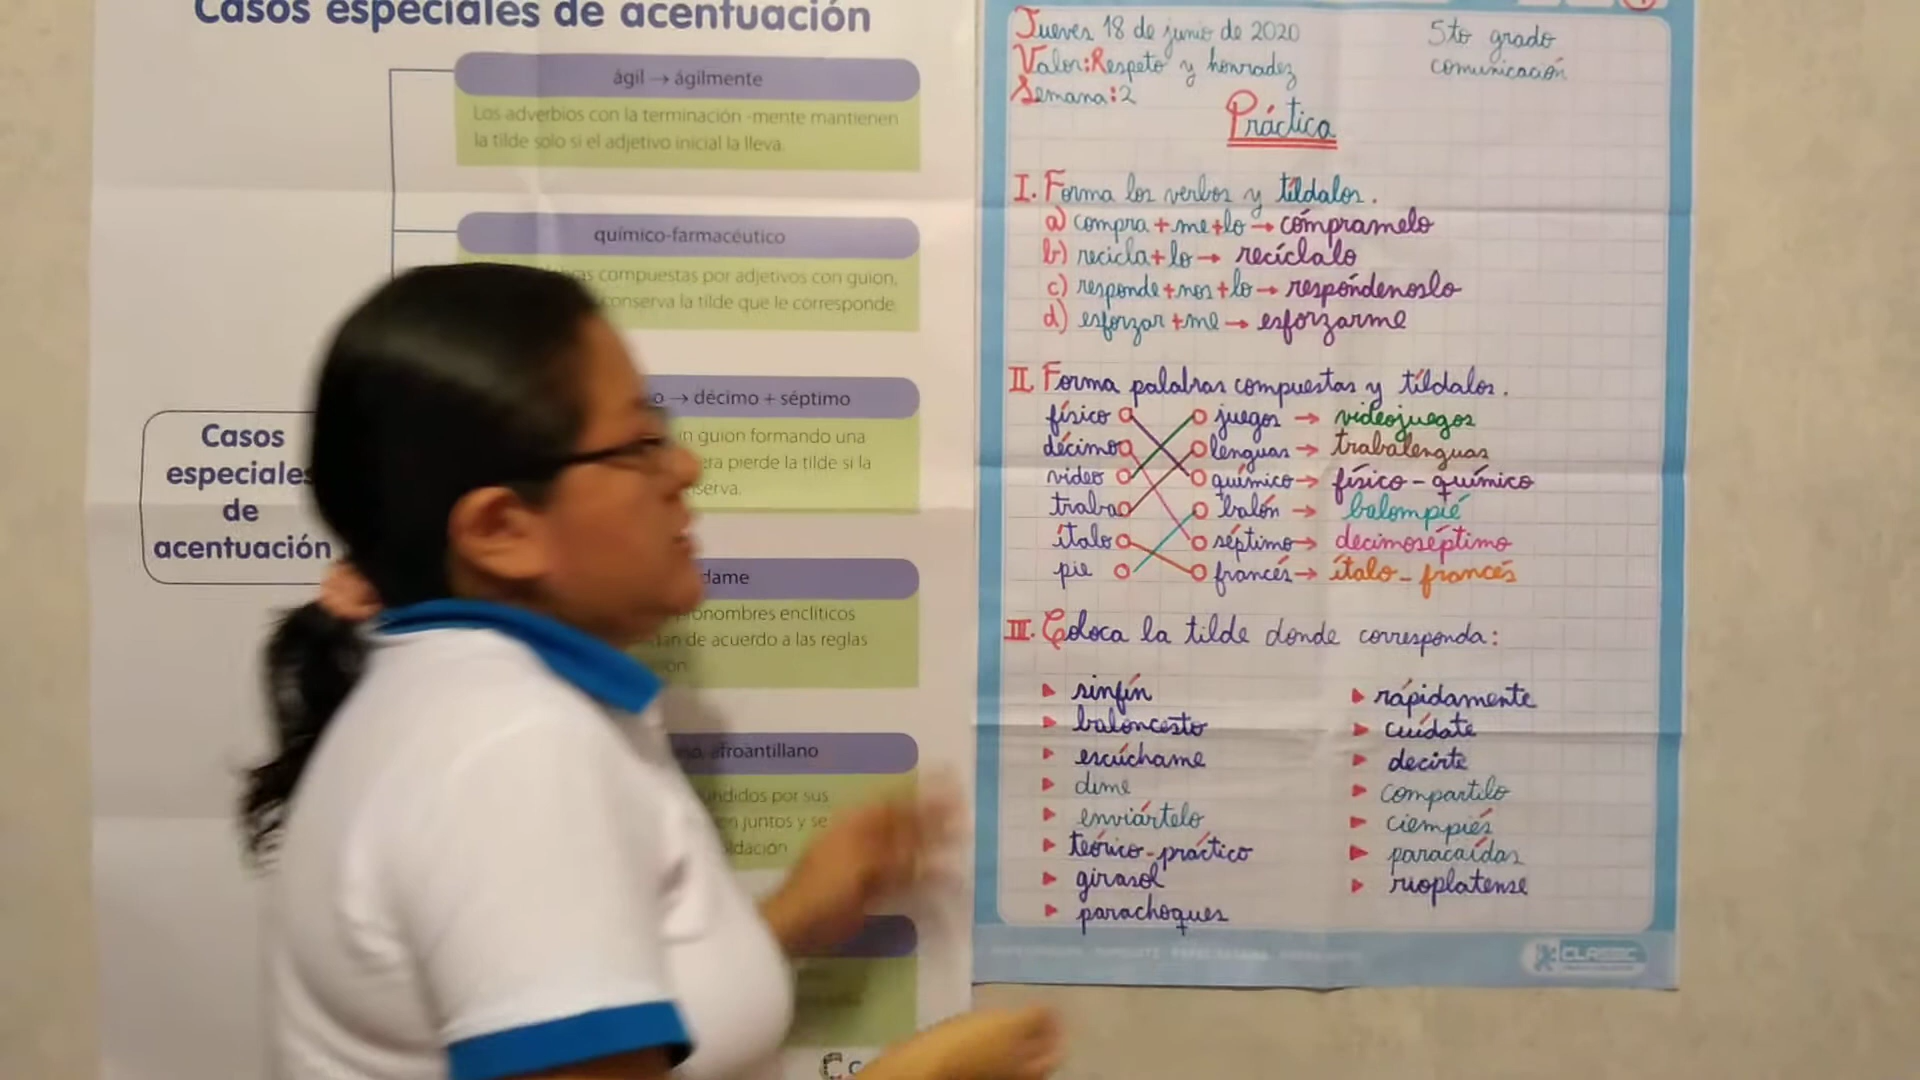 Casos especiales de acentuación
ágil → ágilmente
Los adverbios con la terminación -mente mantienen
la tilde solo si el adjetivo inicial la lleva.
químico-farmacéutico
compuestas por adjetivos con guion,
conserva la tilde que le corresponde
o → décimo + séptimo
guion formando una
pierde la tilde si la
Casos
especiales
de
acentuación
enclíticos
de acuerdo a las reglas
afroantillano
por sus
juntos y se
Jueves 18 de junio de 2020
Valor: Respeto y honradez
Semana: 2
5to grado
comunicación
Práctica
I. Forma los verbos y tíldalos.
a) compra + me + lo → cómpramelo
b) recicla + lo → recíclalo
c) responde + nos + lo → respóndenoslo
d) esforzar + me → esforzarme
II. Forma palabras compuestas y tíldalos.
físico juegos → videojuegos
décimo lenguas → trabalenguas
video químico → físico - químico
traba balón → balompié
ítalo séptimo → decimoséptimo
pie francés → ítalo - francés
III. Coloca la tilde donde corresponda:
sinfín
baloncesto
escúchame
dime
enviártelo
teórico - práctico
girasol
parachoques
rápidamente
cuídate
decirte
compartilo
ciempiés
paracaídas
rioplatense
CLASSIC